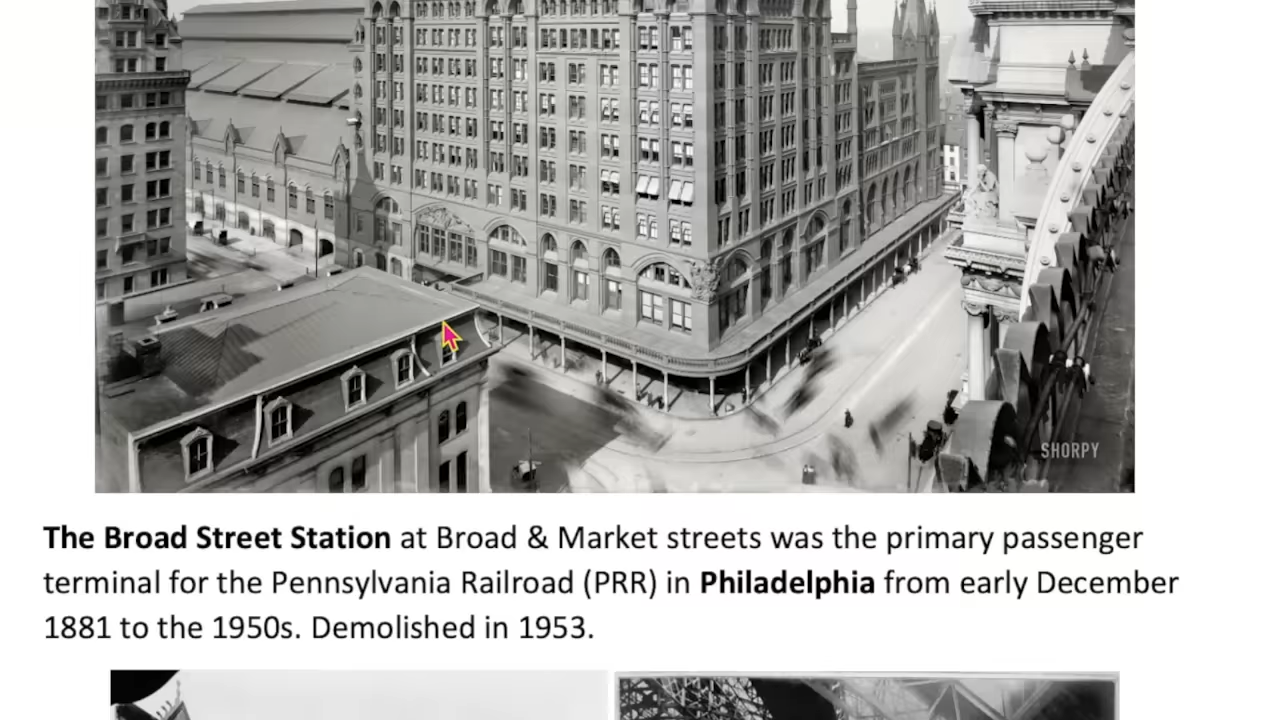 SHORPY
The Broad Street Station at Broad & Market streets was the primary passenger
terminal for the Pennsylvania Railroad (PRR) in Philadelphia from early December
1881 to the 1950s. Demolished in 1953.